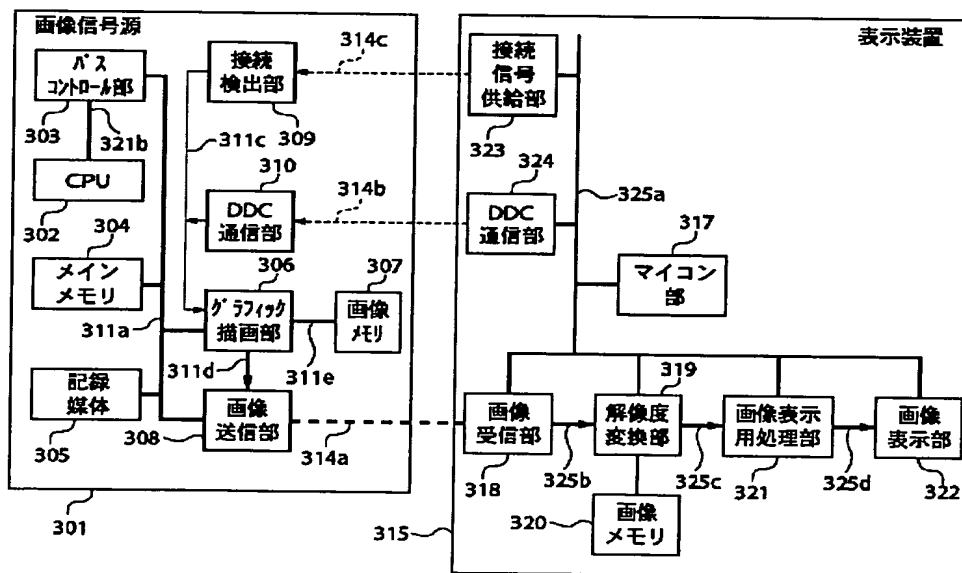 画像信号源
バス
コントロール部
303
321b
CPU
302
304
メイン
メモリ
311a
記録
媒体
305
308
301
接続
検出部
309
311c
310
DDC
通信部
306
グラフィック
描画部
311d
307
画像
メモリ
311e
画像
送信部
314c
314b
314a
表示装置
接続
信号
供給部
323
324
DDC
通信部
325a
317
マイコン
部
画像
受信部
318
325b
319
解像度
変換部
325c
画像表示
用処理部
321
325d
画像
表示部
322
320
画像
メモリ
315